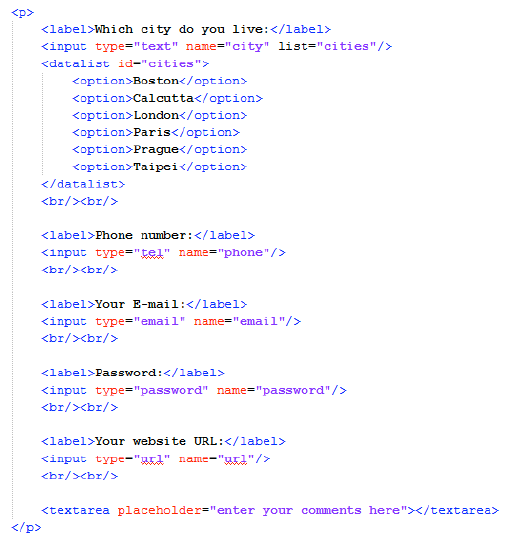 <p>
<label>Which city do you live:</label>
<input type="text" name="city" list="cities"/>
<datalist id="cities">
<option>Boston</option>
<option>Calcutta</option>
<option>London</option>
<option>Paris</option>
<option>Prague</option>
<option>Taipei</option>
</datalist>
<br/><br/>
<label>Phone number:</label>
<input type="tel" name="phone"/>
<br/><br/>
<label>Your E-mail:</label>
<input type="email" name="email"/>
<br/><br/>
<label>Password:</label>
<input type="password" name="password"/>
<br/><br/>
<label>Your website URL:</label>
<input type="url" name="url"/>
<br/><br/>
<textarea placeholder="enter your comments here"></textarea>
</p>